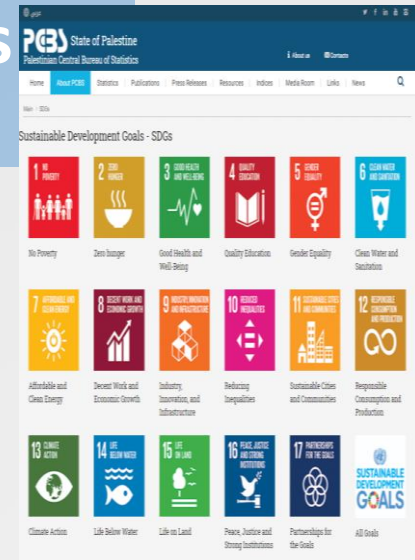 عربي
S
PCBS State of Palestine
Palestinian Central Bureau of Statistics
About us Contacts
Home About PCBS Statistics Publications Press Releases Resources Indices Media Room Links News
Main > SDGs
Sustainable Development Goals - SDGs
1 NO POVERTY
2 ZERO HUNGER
3 GOOD HEALTH AND WELL-BEING
4 QUALITY EDUCATION
5 GENDER EQUALITY
6 CLEAN WATER AND SANITATION
No Poverty
Zero hunger
Good Health and Well-Being
Quality Education
Gender Equality
Clean Water and Sanitation
7 AFFORDABLE AND CLEAN ENERGY
8 DECENT WORK AND ECONOMIC GROWTH
9 INDUSTRY, INNOVATION AND INFRASTRUCTURE
10 REDUCED INEQUALITIES
11 SUSTAINABLE CITIES AND COMMUNITIES
12 RESPONSIBLE CONSUMPTION AND PRODUCTION
Affordable and Clean Energy
Decent Work and Economic Growth
Industry, Innovation, and Infrastructure
Reducing Inequalities
Sustainable Cities and Communities
Responsible Consumption and Production
13 CLIMATE ACTION
14 LIFE BELOW WATER
15 LIFE ON LAND
16 PEACE, JUSTICE AND STRONG INSTITUTIONS
17 PARTNERSHIPS FOR THE GOALS
SUSTAINABLE DEVELOPMENT GOALS
Climate Action
Life Below Water
Life on Land
Peace, Justice and Strong Institutions
Partnerships for the Goals
All Goals